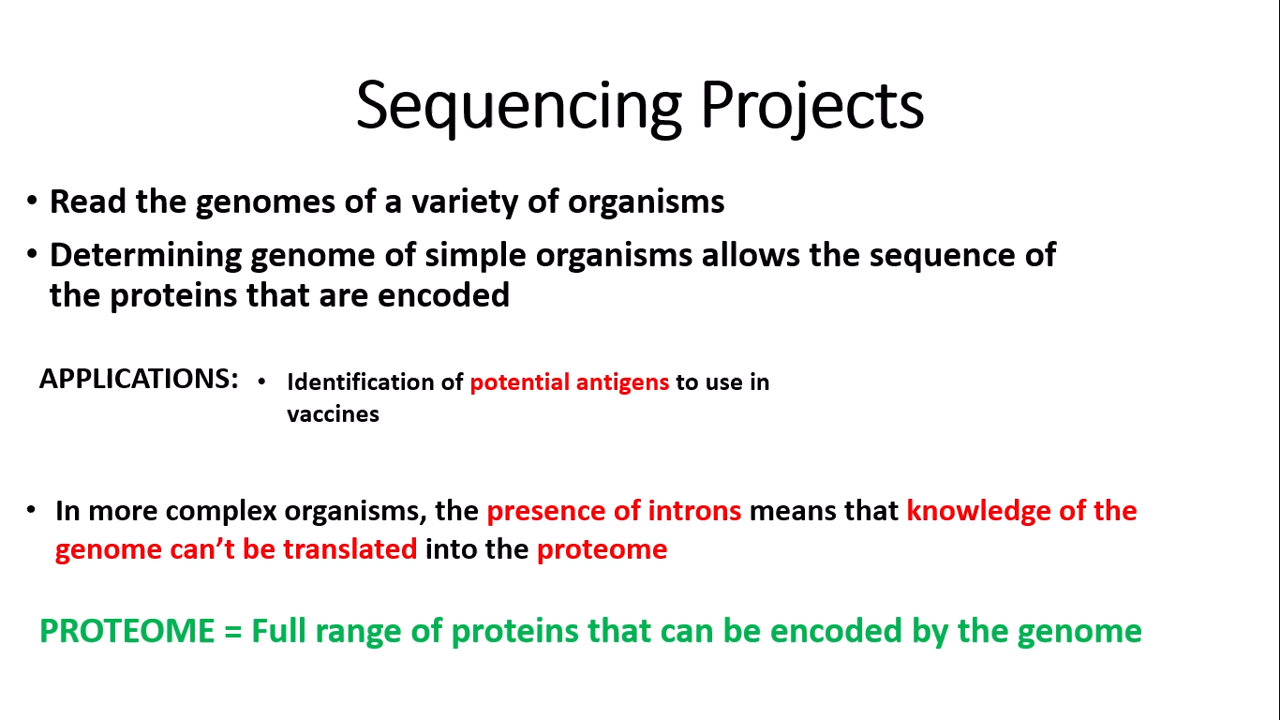 Sequencing Projects
• Read the genomes of a variety of organisms
• Determining genome of simple organisms allows the sequence of
the proteins that are encoded
APPLICATIONS: • Identification of potential antigens to use in
vaccines
• In more complex organisms, the presence of introns means that knowledge of the
genome can’t be translated into the proteome
PROTEOME = Full range of proteins that can be encoded by the genome